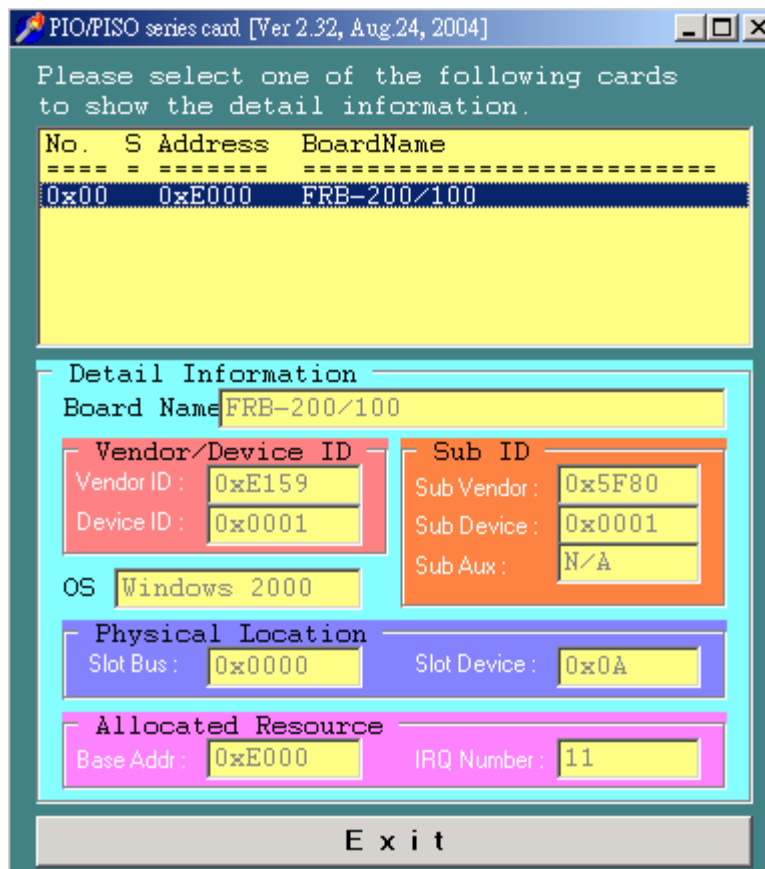 PIO/PISO series card [Ver 2.32, Aug.24, 2004]
Please select one of the following cards
to show the detail information.
No. S Address BoardName
==== = ======= ==========================
0x00 0xE000 FRB-200/100
Detail Information
Board Name FRB-200/100
Vendor/Device ID
Vendor ID : 0xE159
Device ID : 0x0001
Sub ID
Sub Vendor : 0x5F80
Sub Device : 0x0001
Sub Aux : N/A
OS Windows 2000
Physical Location
Slot Bus : 0x0000 Slot Device : 0x0A
Allocated Resource
Base Addr : 0xE000 IRQ Number : 11
Exit